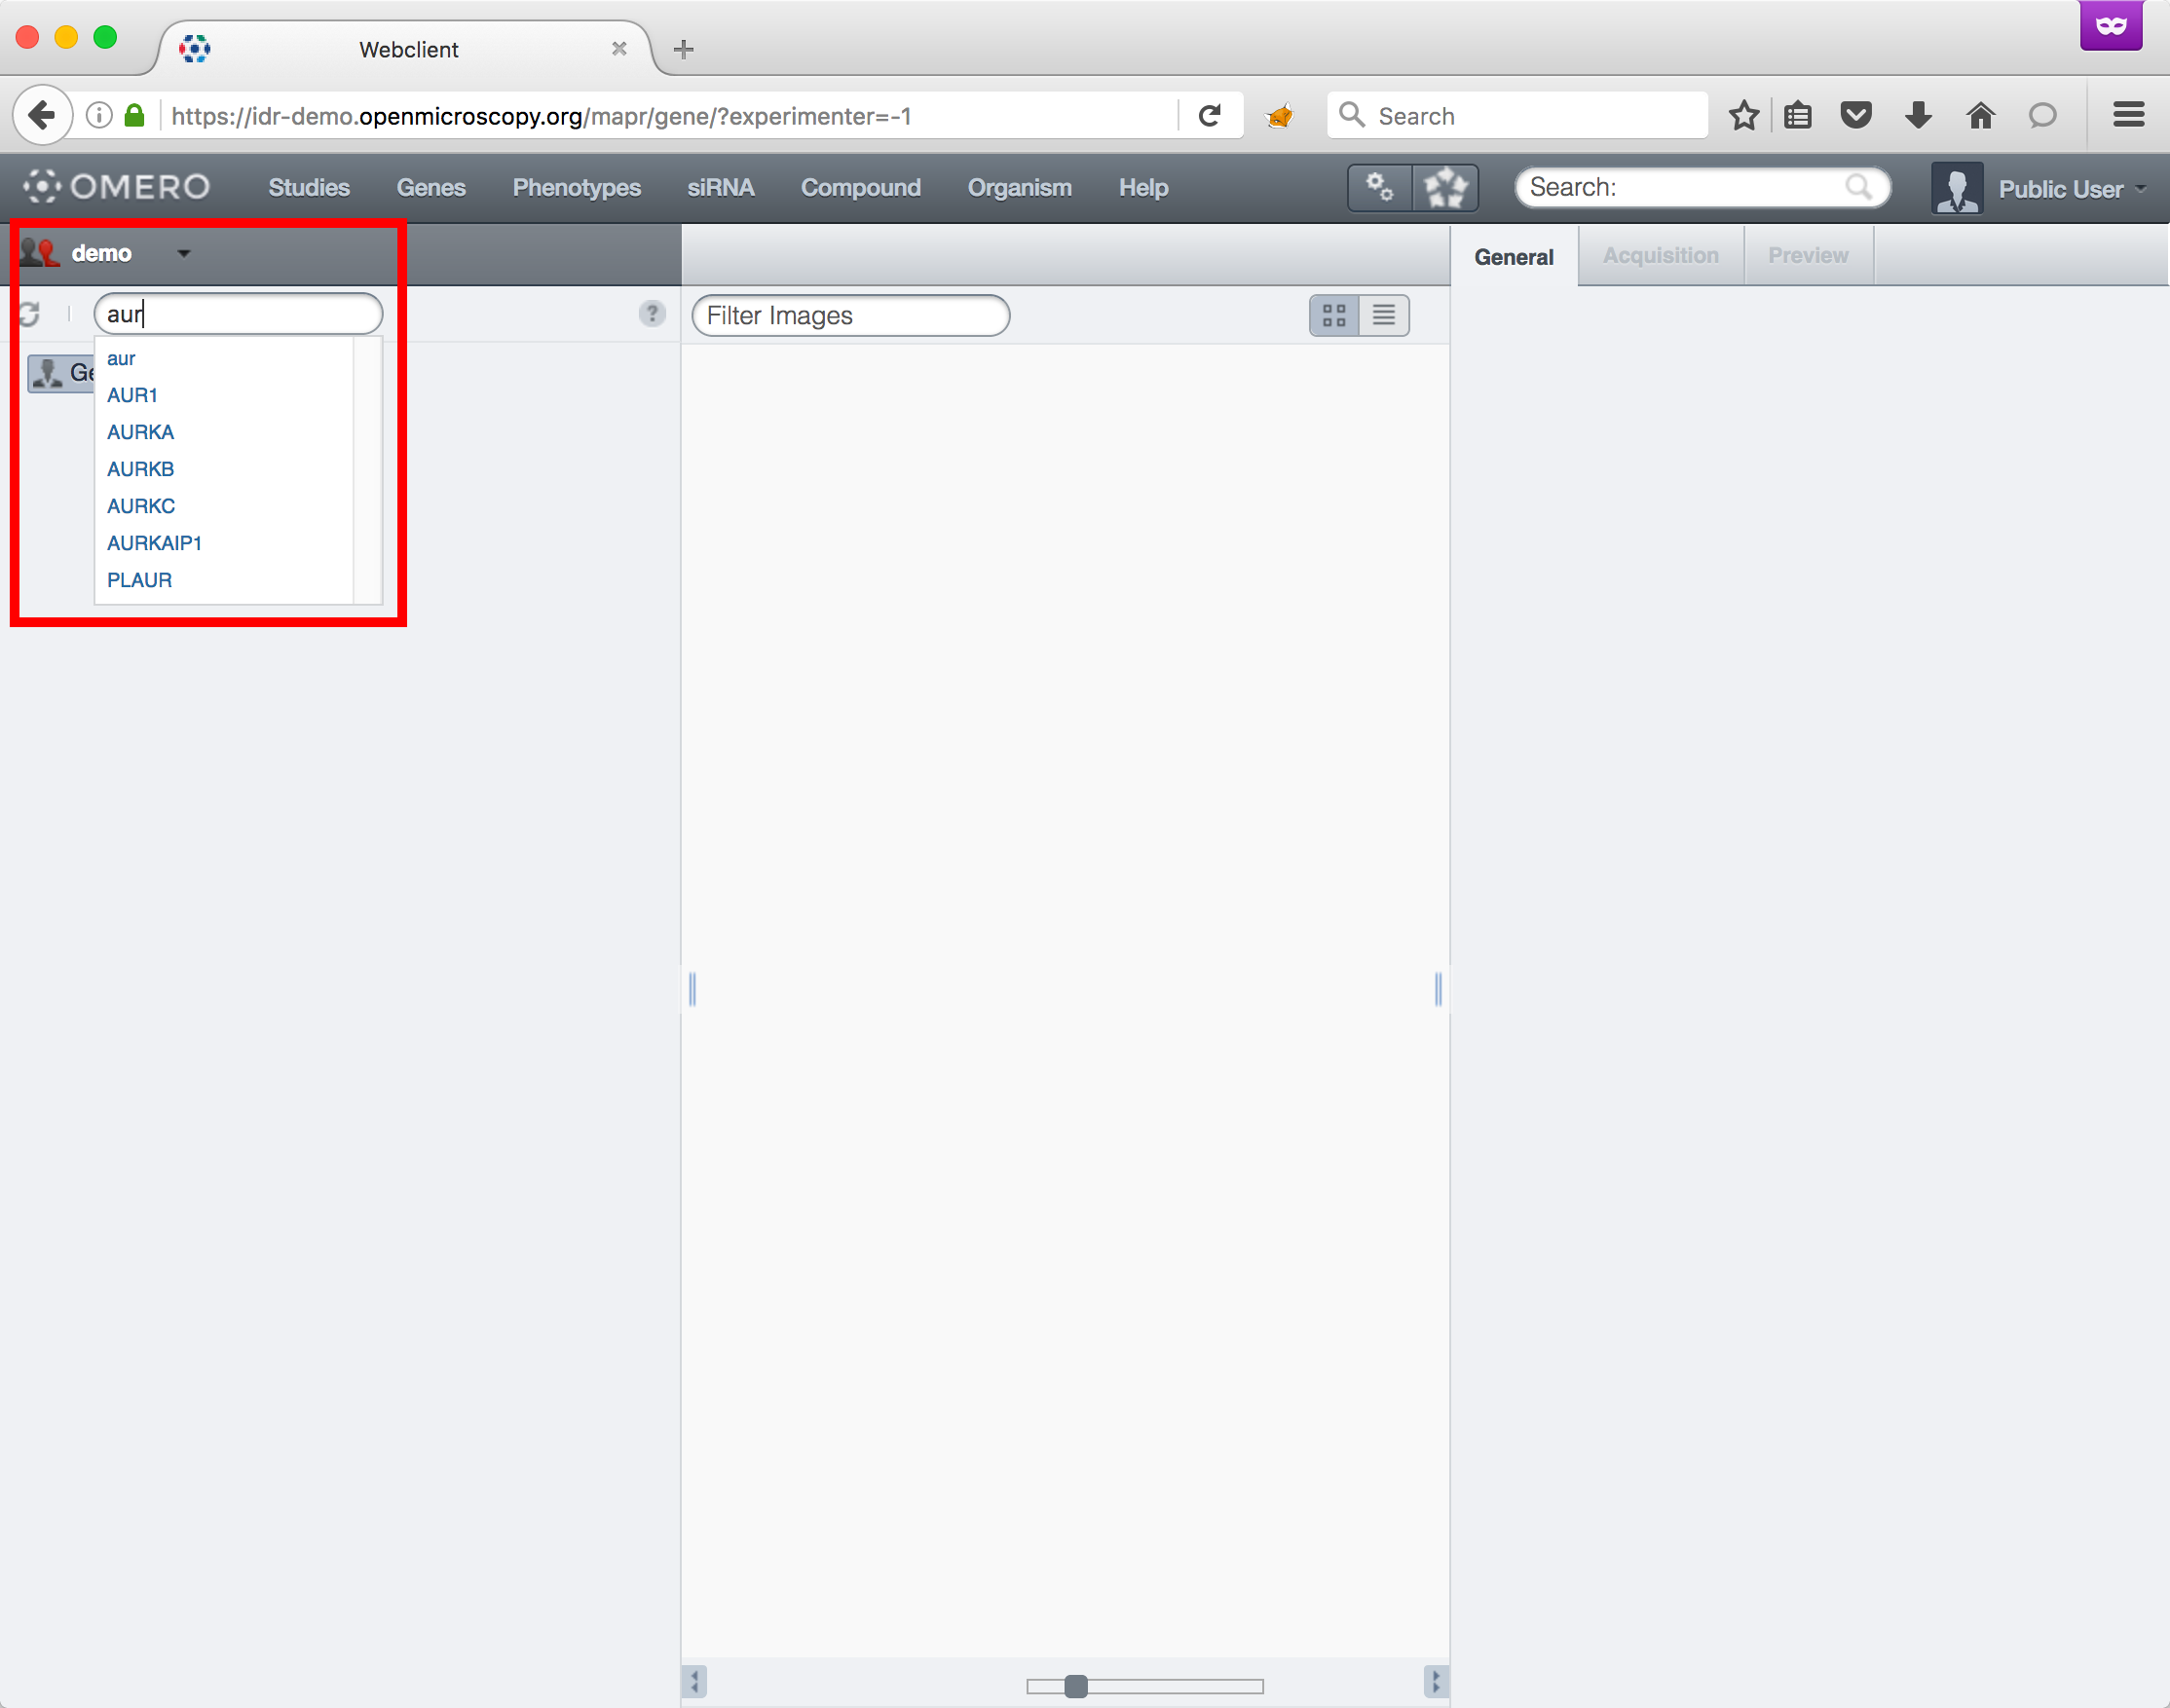 Webclient
https://idr-demo.openmicroscopy.org/mapr/gene/?experimenter=-1
Search
OMERO Studies Genes Phenotypes siRNA Compound Organism Help Search: Public User
demo
General Acquisition Preview
aur
?
Filter Images
Ge
aur
AUR1
AURKA
AURKB
AURKC
AURKAIP1
PLAUR